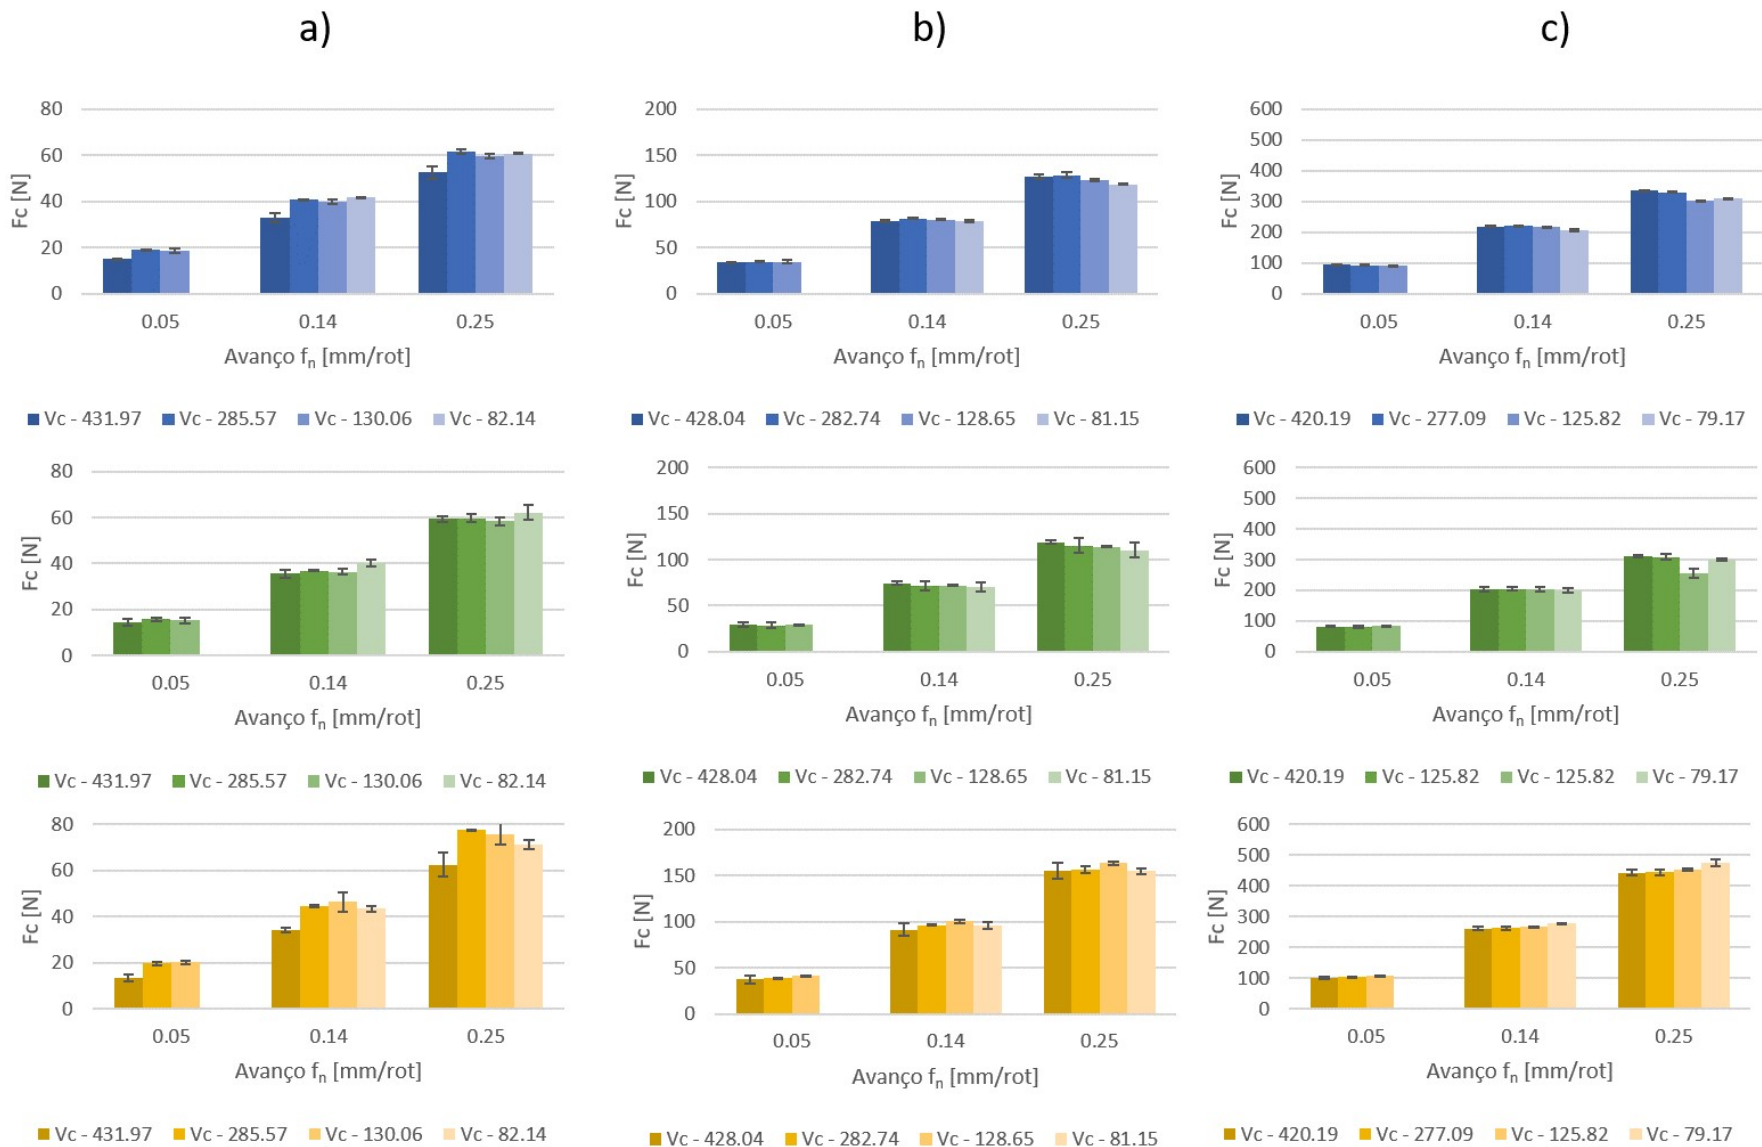 a)
b)
c)
80
60
40
20
0
Fc [N]
0.05 0.14 0.25
Avanço fn [mm/rot]
Vc - 431.97 Vc - 285.57 Vc - 130.06 Vc - 82.14
200
150
100
50
0
Fc [N]
0.05 0.14 0.25
Avanço fn [mm/rot]
Vc - 428.04 Vc - 282.74 Vc - 128.65 Vc - 81.15
600
500
400
300
200
100
0
Fc [N]
0.05 0.14 0.25
Avanço fn [mm/rot]
Vc - 420.19 Vc - 277.09 Vc - 125.82 Vc - 79.17
80
60
40
20
0
Fc [N]
0.05 0.14 0.25
Avanço fn [mm/rot]
Vc - 431.97 Vc - 285.57 Vc - 130.06 Vc - 82.14
200
150
100
50
0
Fc [N]
0.05 0.14 0.25
Avanço fn [mm/rot]
Vc - 428.04 Vc - 282.74 Vc - 128.65 Vc - 81.15
600
500
400
300
200
100
0
Fc [N]
0.05 0.14 0.25
Avanço fn [mm/rot]
Vc - 420.19 Vc - 125.82 Vc - 125.82 Vc - 79.17
80
60
40
20
0
Fc [N]
0.05 0.14 0.25
Avanço fn [mm/rot]
Vc - 431.97 Vc - 285.57 Vc - 130.06 Vc - 82.14
200
150
100
50
0
Fc [N]
0.05 0.14 0.25
Avanço fn [mm/rot]
Vc - 428.04 Vc - 282.74 Vc - 128.65 Vc - 81.15
600
500
400
300
200
100
0
Fc [N]
0.05 0.14 0.25
Avanço fn [mm/rot]
Vc - 420.19 Vc - 277.09 Vc - 125.82 Vc - 79.17